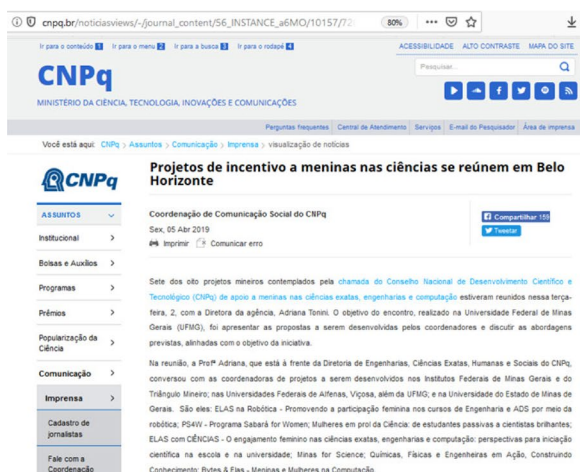 cnpq.br/noticiasviews/-/journal_content/56_INSTANCE_a6MO/10157/72
80%
Ir para o conteúdo 1 Ir para o menu 2 Ir para a busca 3 Ir para o rodapé 4
ACESSIBILIDADE ALTO CONTRASTE MAPA DO SITE
CNPq
Pesquisar...
MINISTÉRIO DA CIÊNCIA, TECNOLOGIA, INOVAÇÕES E COMUNICAÇÕES
Perguntas frequentes Central de Atendimento Serviços E-mail do Pesquisador Área de imprensa
Você está aqui: CNPq > Assuntos > Comunicação > Imprensa > visualização de notícias
CNPq
Projetos de incentivo a meninas nas ciências se reúnem em Belo
Horizonte
ASSUNTOS
Institucional
Bolsas e Auxílios
Programas
Prêmios
Popularização da
Ciência
Comunicação
Imprensa
Cadastro de
jornalistas
Fale com a
Coordenação
Coordenação de Comunicação Social do CNPq
Sex, 05 Abr 2019
Imprimir Comunicar erro
Compartilhar 159
Tweetar
Sete dos oito projetos mineiros contemplados pela chamada do Conselho Nacional de Desenvolvimento Científico e
Tecnológico (CNPq) de apoio a meninas nas ciências exatas, engenharias e computação estiveram reunidos nessa terça-
feira, 2, com a Diretora da agência, Adriana Tonini. O objetivo do encontro, realizado na Universidade Federal de Minas
Gerais (UFMG), foi apresentar as propostas a serem desenvolvidas pelos coordenadores e discutir as abordagens
previstas, alinhadas com o objetivo da iniciativa.
Na reunião, a Profª Adriana, que está à frente da Diretoria de Engenharias, Ciências Exatas, Humanas e Sociais do CNPq,
conversou com as coordenadoras de projetos a serem desenvolvidos nos Institutos Federais de Minas Gerais e do
Triângulo Mineiro; nas Universidades Federais de Alfenas, Viçosa, além da UFMG; e na Universidade do Estado de Minas de
Gerais. São eles: ELAS na Robótica - Promovendo a participação feminina nos cursos de Engenharia e ADS por meio da
robótica; PS4W - Programa Sabará for Women; Mulheres em prol da Ciência: de estudantes passivas a cientistas brilhantes;
ELAS com CIÊNCIAS - O engajamento feminino nas ciências exatas, engenharias e computação: perspectivas para iniciação
científica na escola e na universidade; Minas for Science; Químicas, Físicas e Engenheiras em Ação, Construindo
Conhecimento; Bytes & Elas - Meninas e Mulheres na Computação.